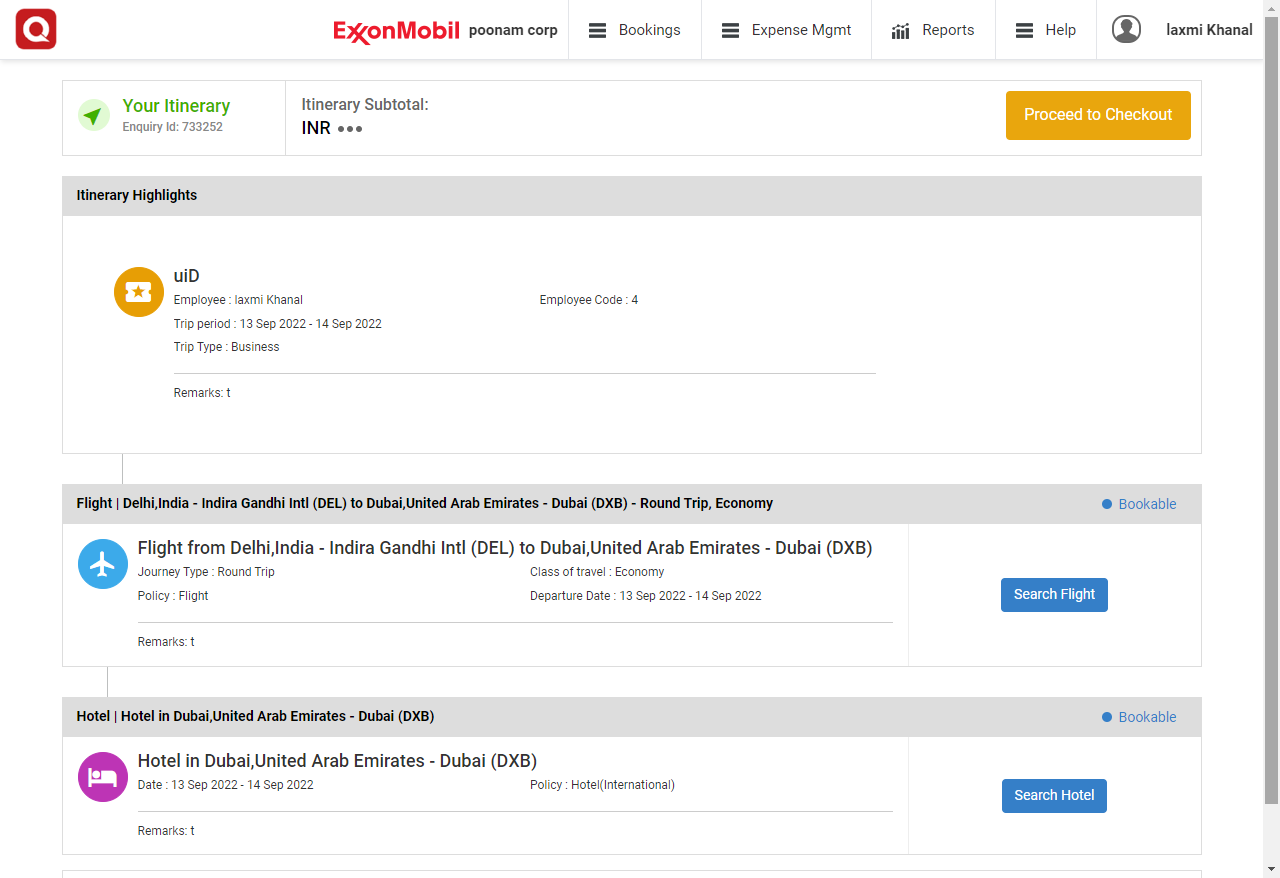 Q ExxonMobil poonam corp Bookings Expense Mgmt Reports Help laxmi Khanal
Your Itinerary
Enquiry Id: 733252
Itinerary Subtotal:
INR
Proceed to Checkout
Itinerary Highlights
uiD
Employee : laxmi Khanal Employee Code : 4
Trip period : 13 Sep 2022 - 14 Sep 2022
Trip Type : Business
Remarks: t
Flight | Delhi,India - Indira Gandhi Intl (DEL) to Dubai,United Arab Emirates - Dubai (DXB) - Round Trip, Economy Bookable
Flight from Delhi,India - Indira Gandhi Intl (DEL) to Dubai,United Arab Emirates - Dubai (DXB)
Journey Type : Round Trip Class of travel : Economy
Policy : Flight Departure Date : 13 Sep 2022 - 14 Sep 2022
Search Flight
Remarks: t
Hotel | Hotel in Dubai,United Arab Emirates - Dubai (DXB) Bookable
Hotel in Dubai,United Arab Emirates - Dubai (DXB)
Date : 13 Sep 2022 - 14 Sep 2022 Policy : Hotel(International)
Search Hotel
Remarks: t